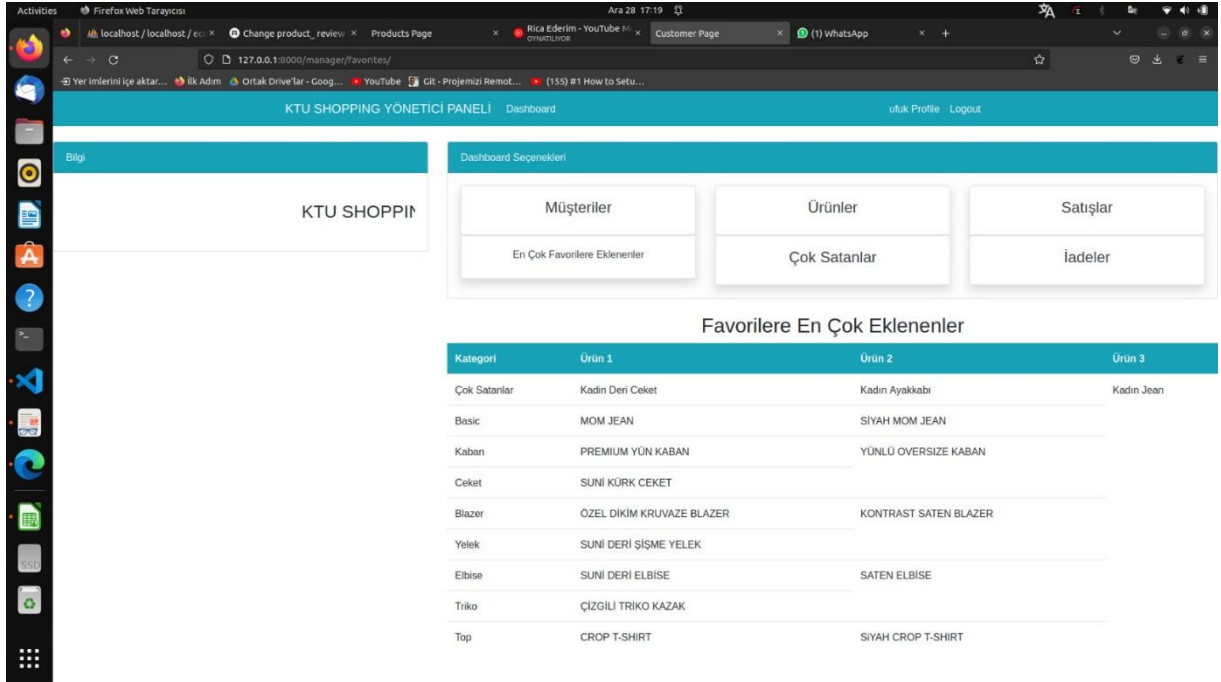 Activities Firefox Web Tarayıcısı Ara 28 17:19
localhost / localhost / ec Change product_review Products Page Rica Ederim - YouTube M Customer Page (1) WhatsApp
OYNATILIYOR
127.0.0.1:8000/manager/favorites/
Yer imlerini içe aktar... İlk Adım Ortak Drive'lar - Goog... YouTube Git - Projemizi Remot... (155) #1 How to Setu...
KTU SHOPPING YÖNETİCİ PANELİ Dashboard ufuk Profile Logout
Bilgi
KTU SHOPPIN
Dashboard Seçenekleri
Müşteriler Ürünler Satışlar
En Çok Favorilere Eklenenler Çok Satanlar İadeler
Favorilere En Çok Eklenenler
Kategori Ürün 1 Ürün 2 Ürün 3
Çok Satanlar Kadin Deri Ceket Kadın Ayakkabı Kadın Jean
Basic MOM JEAN SİYAH MOM JEAN
Kaban PREMIUM YÜN KABAN YÜNLÜ OVERSIZE KABAN
Ceket SUNİ KÜRK CEKET
Blazer ÖZEL DİKİM KRUVAZE BLAZER KONTRAST SATEN BLAZER
Yelek SUNİ DERİ ŞİŞME YELEK
Elbise SUNİ DERİ ELBİSE SATEN ELBİSE
Triko ÇİZGİLİ TRİKO KAZAK
Top CROP T-SHIRT SİYAH CROP T-SHIRT
SSD